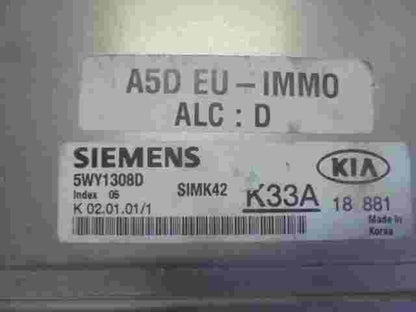 A5D EU - IMMO
ALC : D
SIEMENS
KIA
5WY1308D
SIMK42
K33A
18 881
Index 05
K 02.01.01/1
Made in
Korea